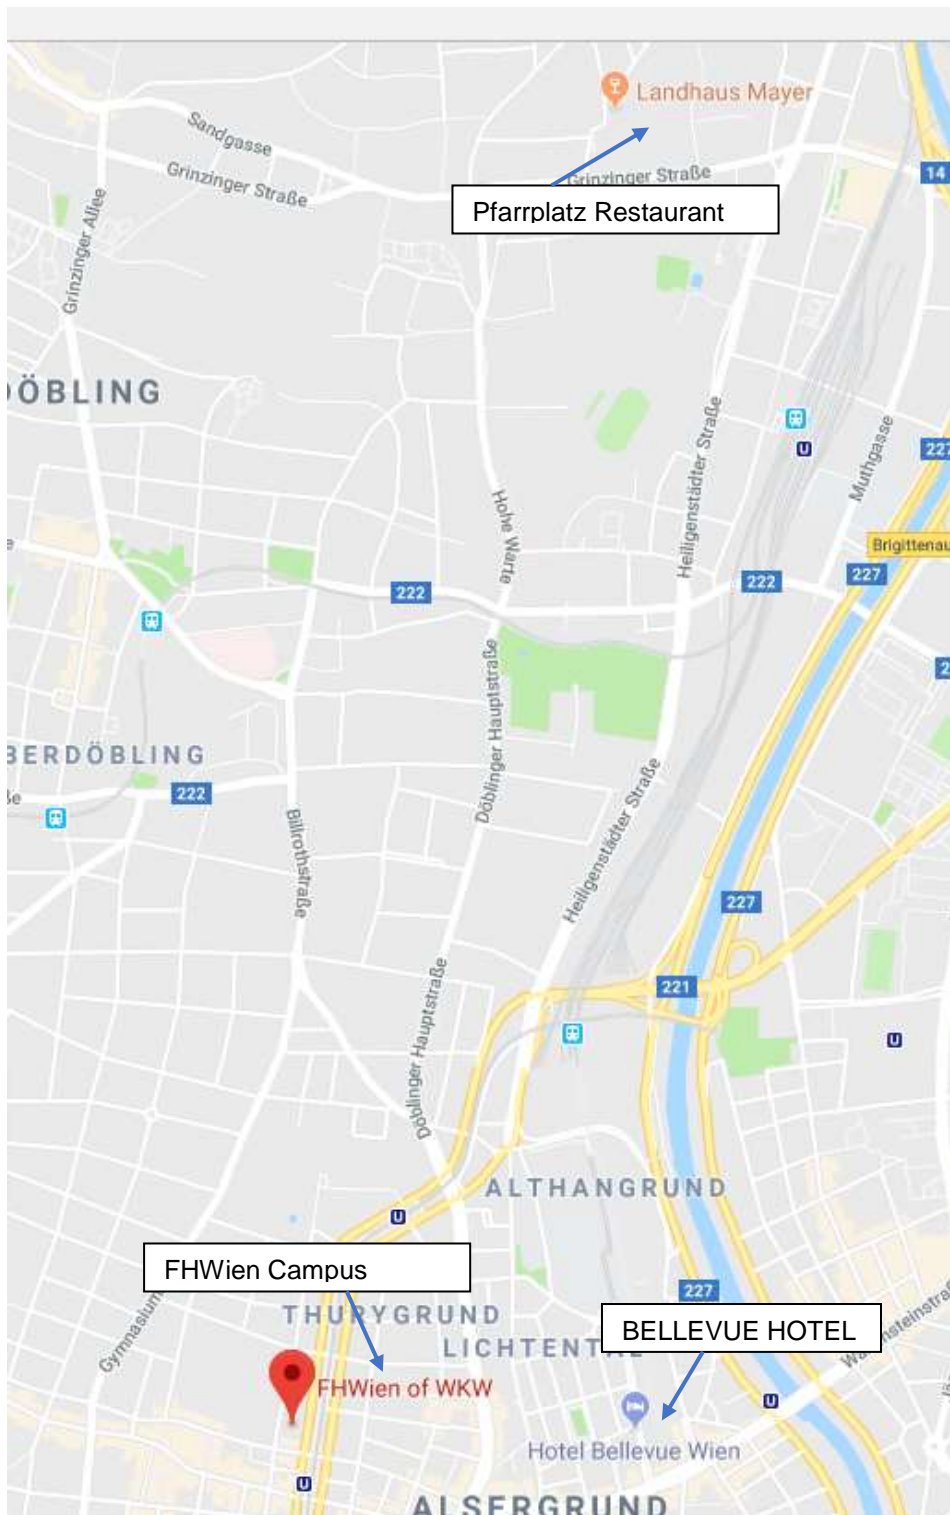 Landhaus Mayer
Sandgasse
Grinzinger Straße
Grinzinger Straße
14
Pfarrplatz Restaurant
Grinzinger Allee
ÖBLING
Heiligenstädter Straße
U
227
Muthgasse
Hohe Warte
Brigittenau
222
222
227
2
Döblinger Hauptstraße
BERDÖBLING
222
Heiligenstädter Straße
Billrothstraße
227
221
Döblinger Hauptstraße
U
ALTHANGRUND
U
FHWien Campus
227
THURYGRUND
BELLEVUE HOTEL
LICHTENTAL
Gymnasium
FHWien of WKW
U
Hotel Bellevue Wien
U
ALSERGRUND